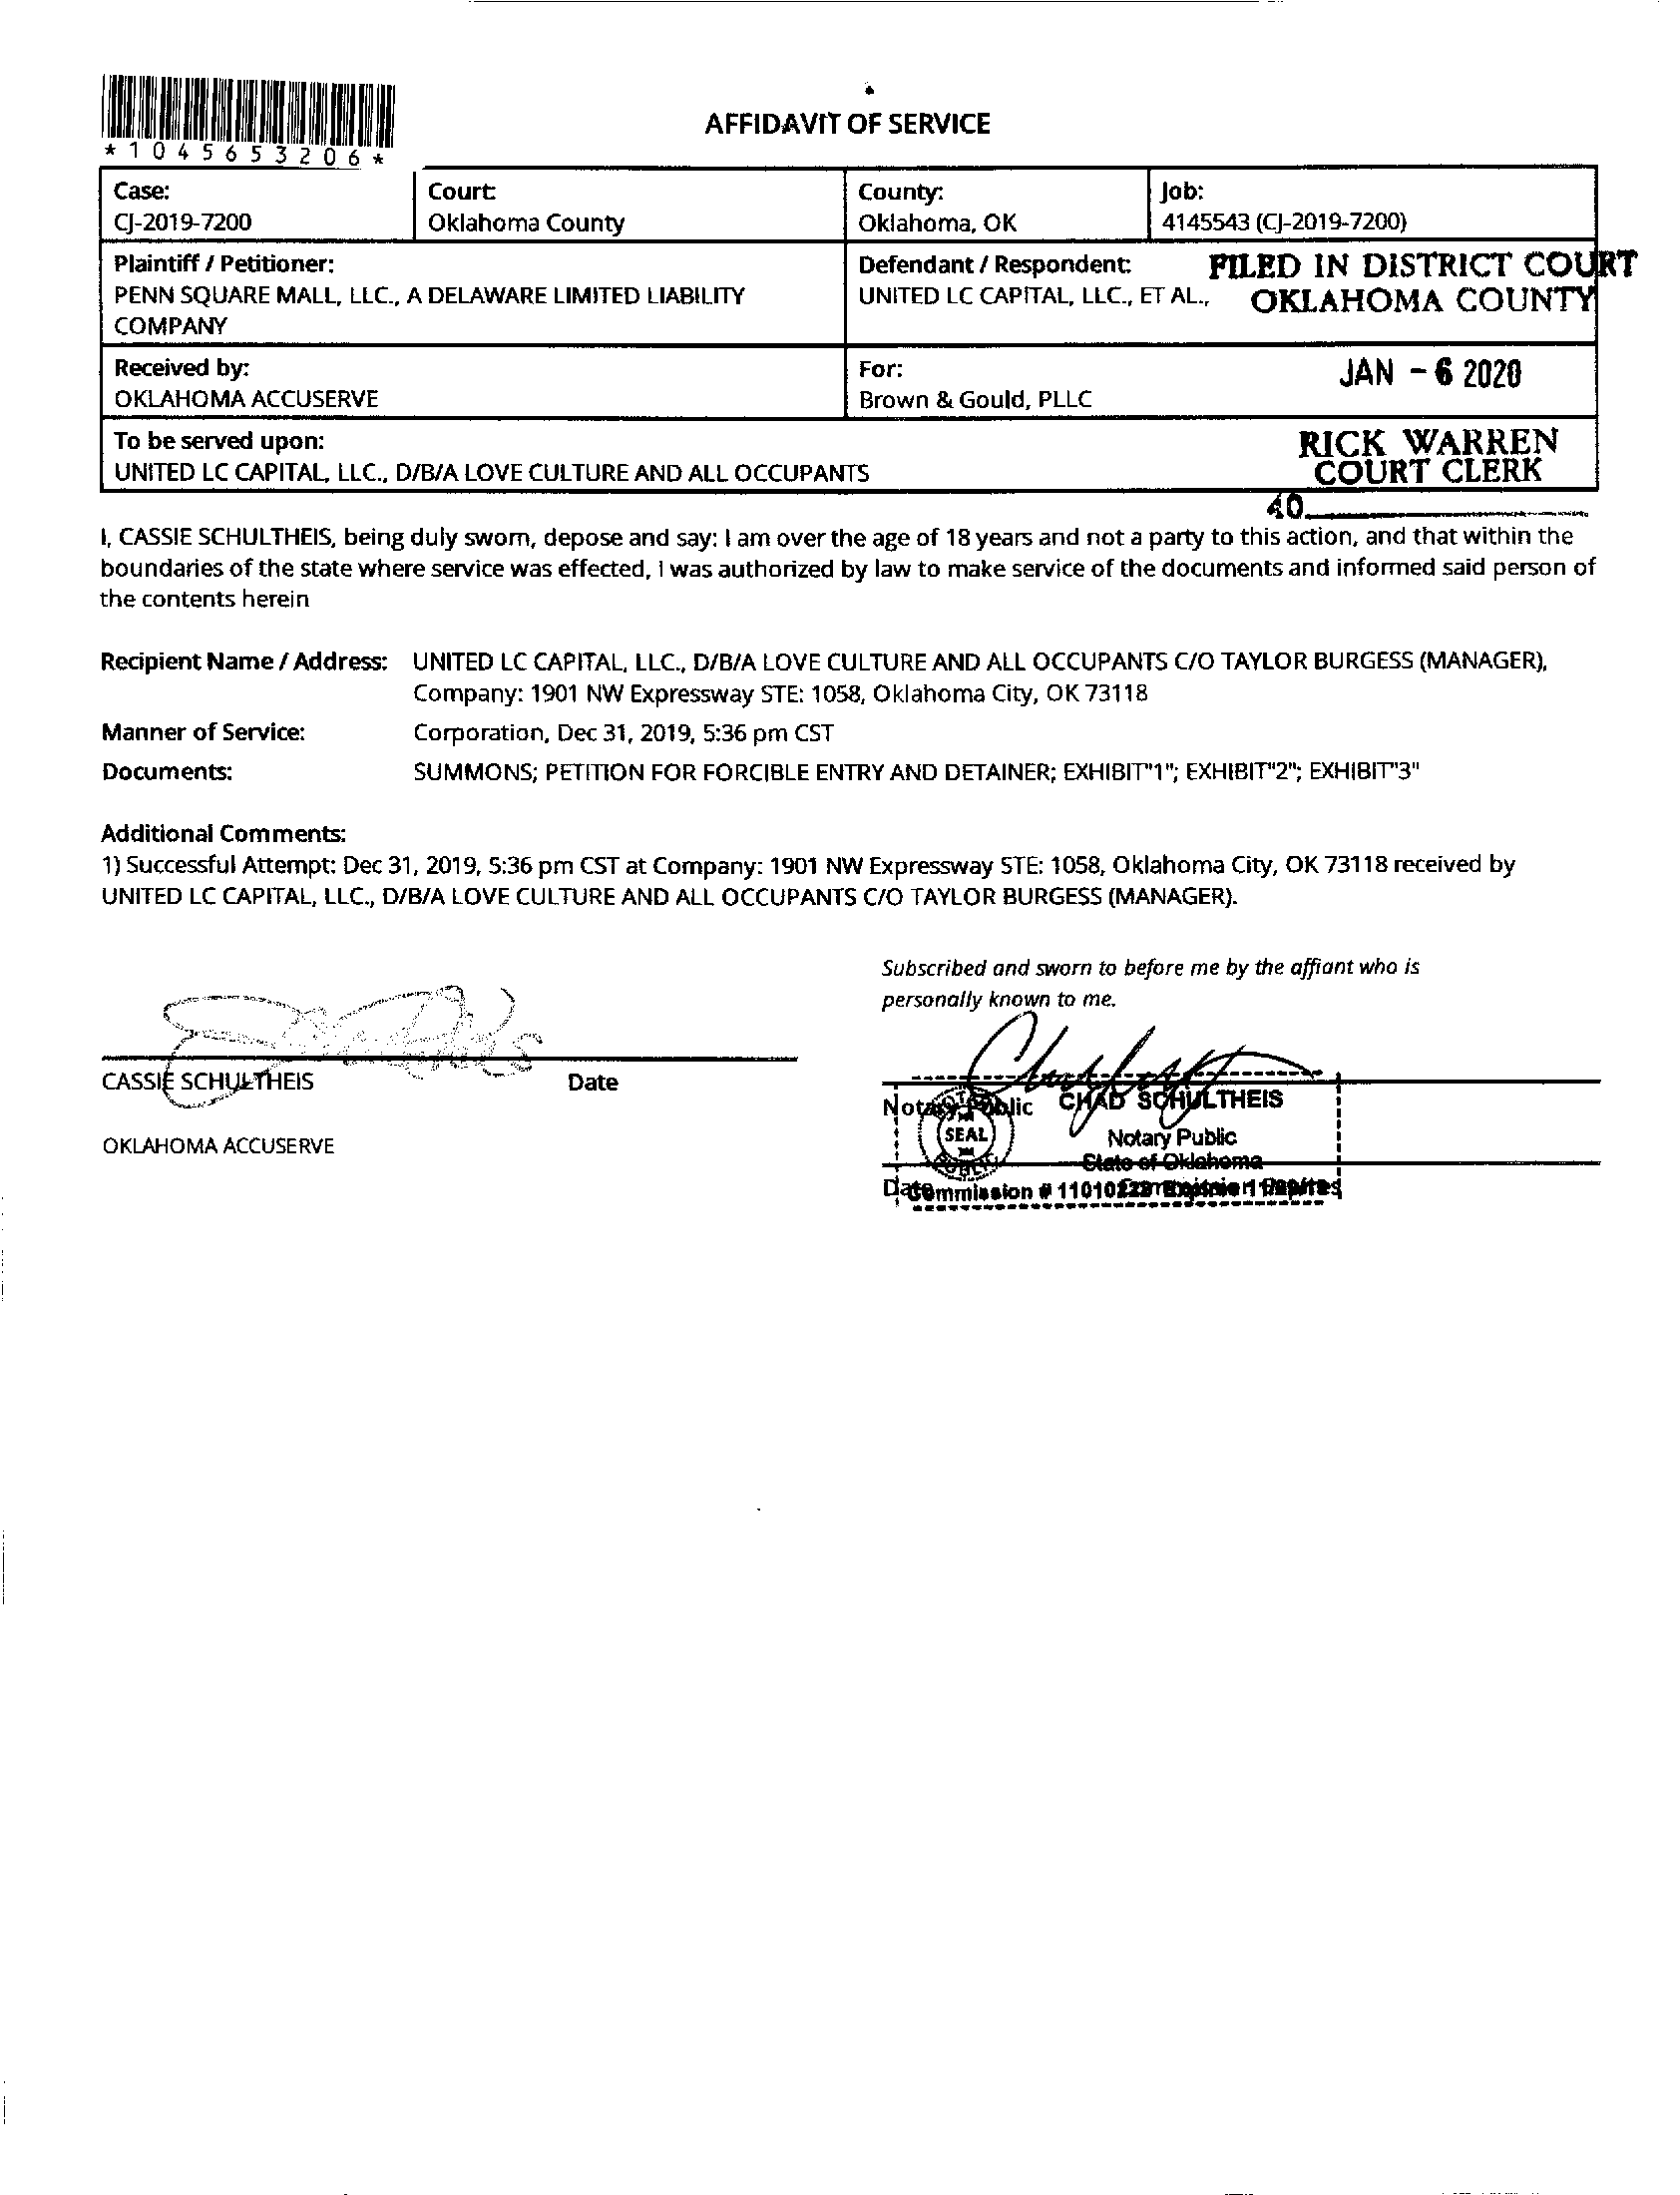 *1045653206*
AFFIDAVIT OF SERVICE
Case:
CJ-2019-7200
Court:
Oklahoma County
County:
Oklahoma, OK
Job:
4145543 (CJ-2019-7200)
Plaintiff / Petitioner:
PENN SQUARE MALL, LLC., A DELAWARE LIMITED LIABILITY
COMPANY
Defendant / Respondent:
UNITED LC CAPITAL, LLC., ET AL.,
FILED IN DISTRICT COURT
OKLAHOMA COUNTY
Received by:
OKLAHOMA ACCUSERVE
For:
Brown & Gould, PLLC
JAN - 6 2020
To be served upon:
UNITED LC CAPITAL, LLC., D/B/A LOVE CULTURE AND ALL OCCUPANTS
RICK WARREN
COURT CLERK
40
I, CASSIE SCHULTHEIS, being duly sworn, depose and say: I am over the age of 18 years and not a party to this action, and that within the
boundaries of the state where service was effected, I was authorized by law to make service of the documents and informed said person of
the contents herein
Recipient Name / Address: UNITED LC CAPITAL, LLC., D/B/A LOVE CULTURE AND ALL OCCUPANTS C/O TAYLOR BURGESS (MANAGER),
Company: 1901 NW Expressway STE: 1058, Oklahoma City, OK 73118
Manner of Service: Corporation, Dec 31, 2019, 5:36 pm CST
Documents: SUMMONS; PETITION FOR FORCIBLE ENTRY AND DETAINER; EXHIBIT"1"; EXHIBIT"2"; EXHIBIT"3"
Additional Comments:
1) Successful Attempt: Dec 31, 2019, 5:36 pm CST at Company: 1901 NW Expressway STE: 1058, Oklahoma City, OK 73118 received by
UNITED LC CAPITAL, LLC., D/B/A LOVE CULTURE AND ALL OCCUPANTS C/O TAYLOR BURGESS (MANAGER).
Subscribed and sworn to before me by the affiant who is
personally known to me.
CASSIE SCHULTHEIS Date
OKLAHOMA ACCUSERVE
Notary Public
CHAD SCHULTHEIS
SEAL
Notary Public
State of Oklahoma
Date
Commission #